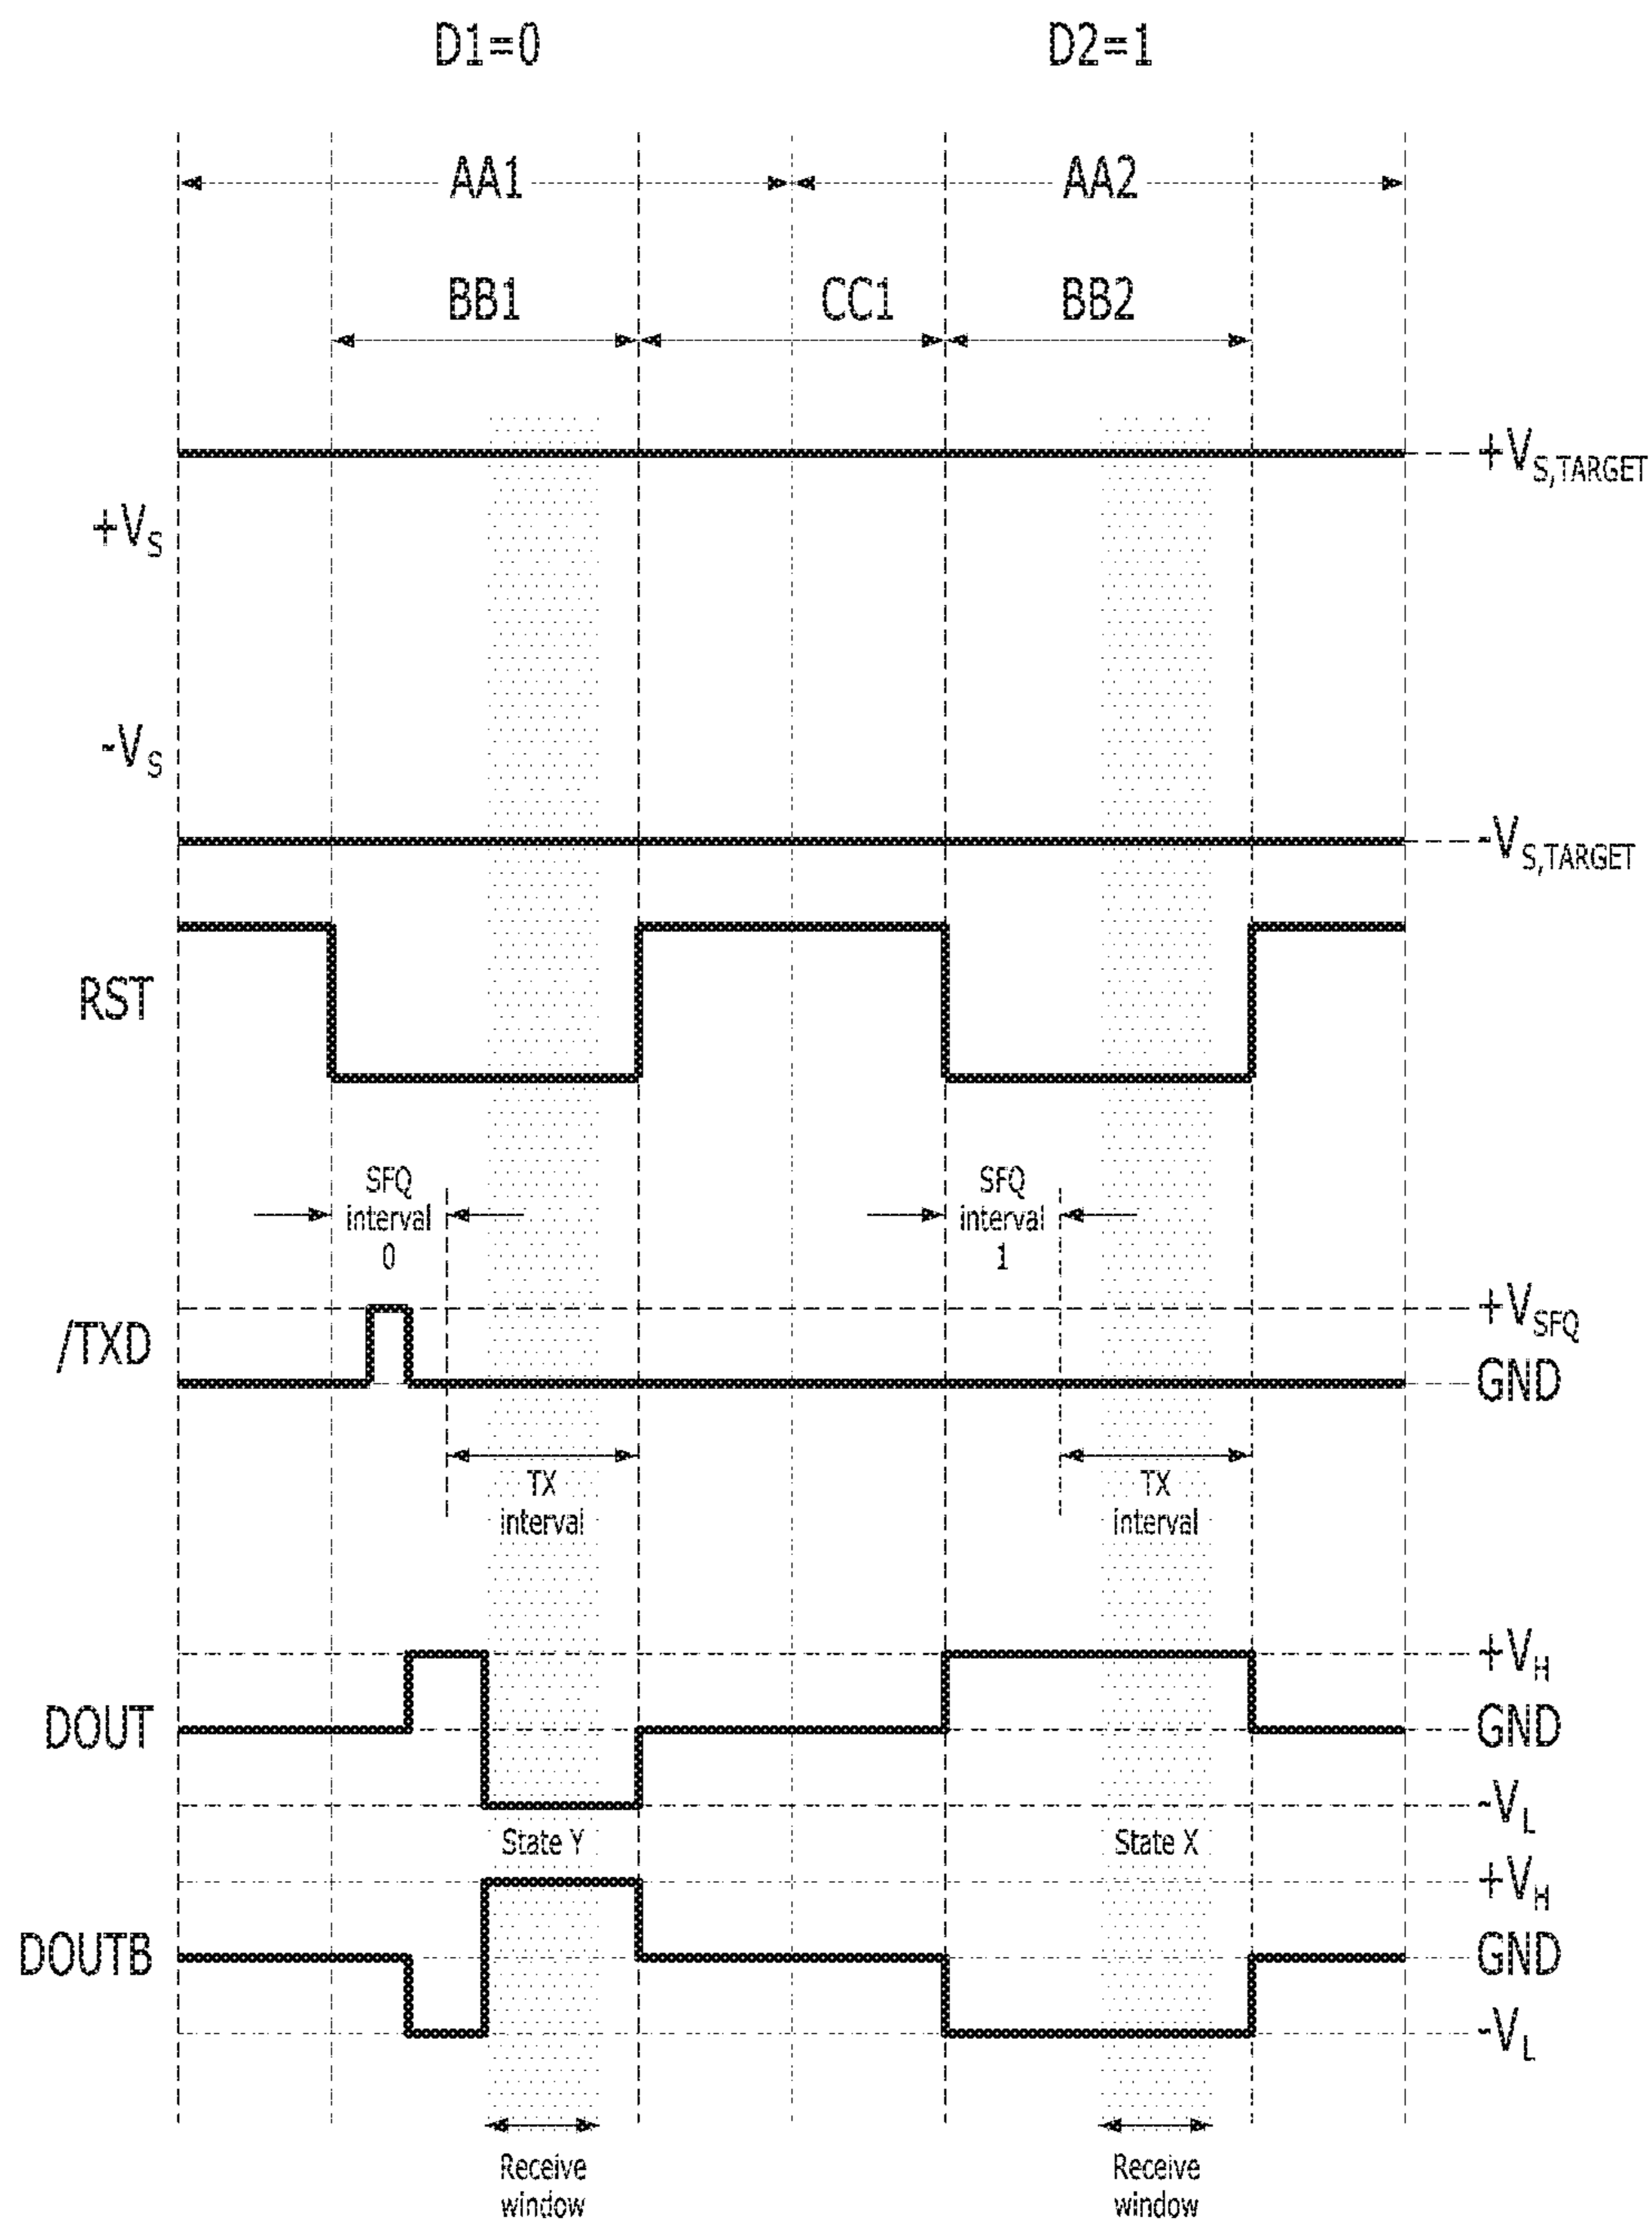 D1=0 D2=1
AA1 AA2
BB1 CC1 BB2
+VS,TARGET
+VS
-VS
-VS,TARGET
RST
SFQ interval 0
SFQ interval 1
+VSFQ
/TXD
GND
TX interval
TX interval
+VH
DOUT
GND
-VL
State Y State X
+VH
DOUTB
GND
-VL
Receive window
Receive window